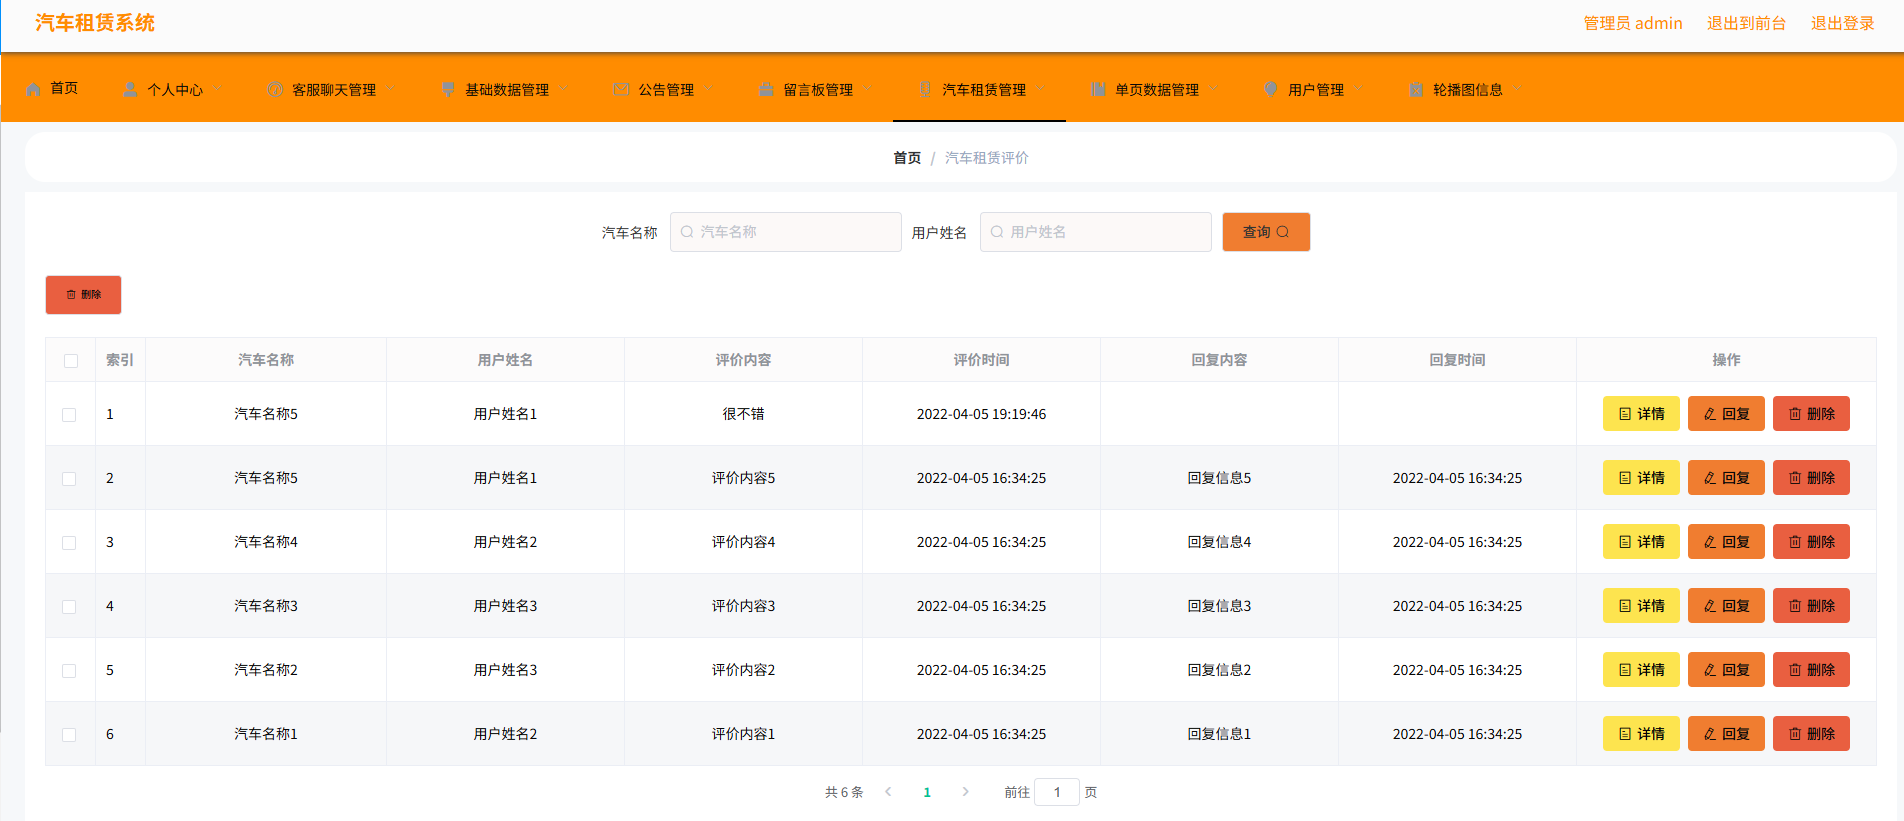 汽车租赁系统 管理员 admin 退出到前台 退出登录
首页 个人中心 客服聊天管理 基础数据管理 公告管理 留言板管理 汽车租赁管理 单页数据管理 用户管理 轮播图信息
首页 / 汽车租赁评价
汽车名称 汽车名称 用户姓名 用户姓名 查询
删除
索引 汽车名称 用户姓名 评价内容 评价时间 回复内容 回复时间 操作
1 汽车名称5 用户姓名1 很不错 2022-04-05 19:19:46 详情 回复 删除
2 汽车名称5 用户姓名1 评价内容5 2022-04-05 16:34:25 回复信息5 2022-04-05 16:34:25 详情 回复 删除
3 汽车名称4 用户姓名2 评价内容4 2022-04-05 16:34:25 回复信息4 2022-04-05 16:34:25 详情 回复 删除
4 汽车名称3 用户姓名3 评价内容3 2022-04-05 16:34:25 回复信息3 2022-04-05 16:34:25 详情 回复 删除
5 汽车名称2 用户姓名3 评价内容2 2022-04-05 16:34:25 回复信息2 2022-04-05 16:34:25 详情 回复 删除
6 汽车名称1 用户姓名2 评价内容1 2022-04-05 16:34:25 回复信息1 2022-04-05 16:34:25 详情 回复 删除
共 6 条 1 前往 1 页